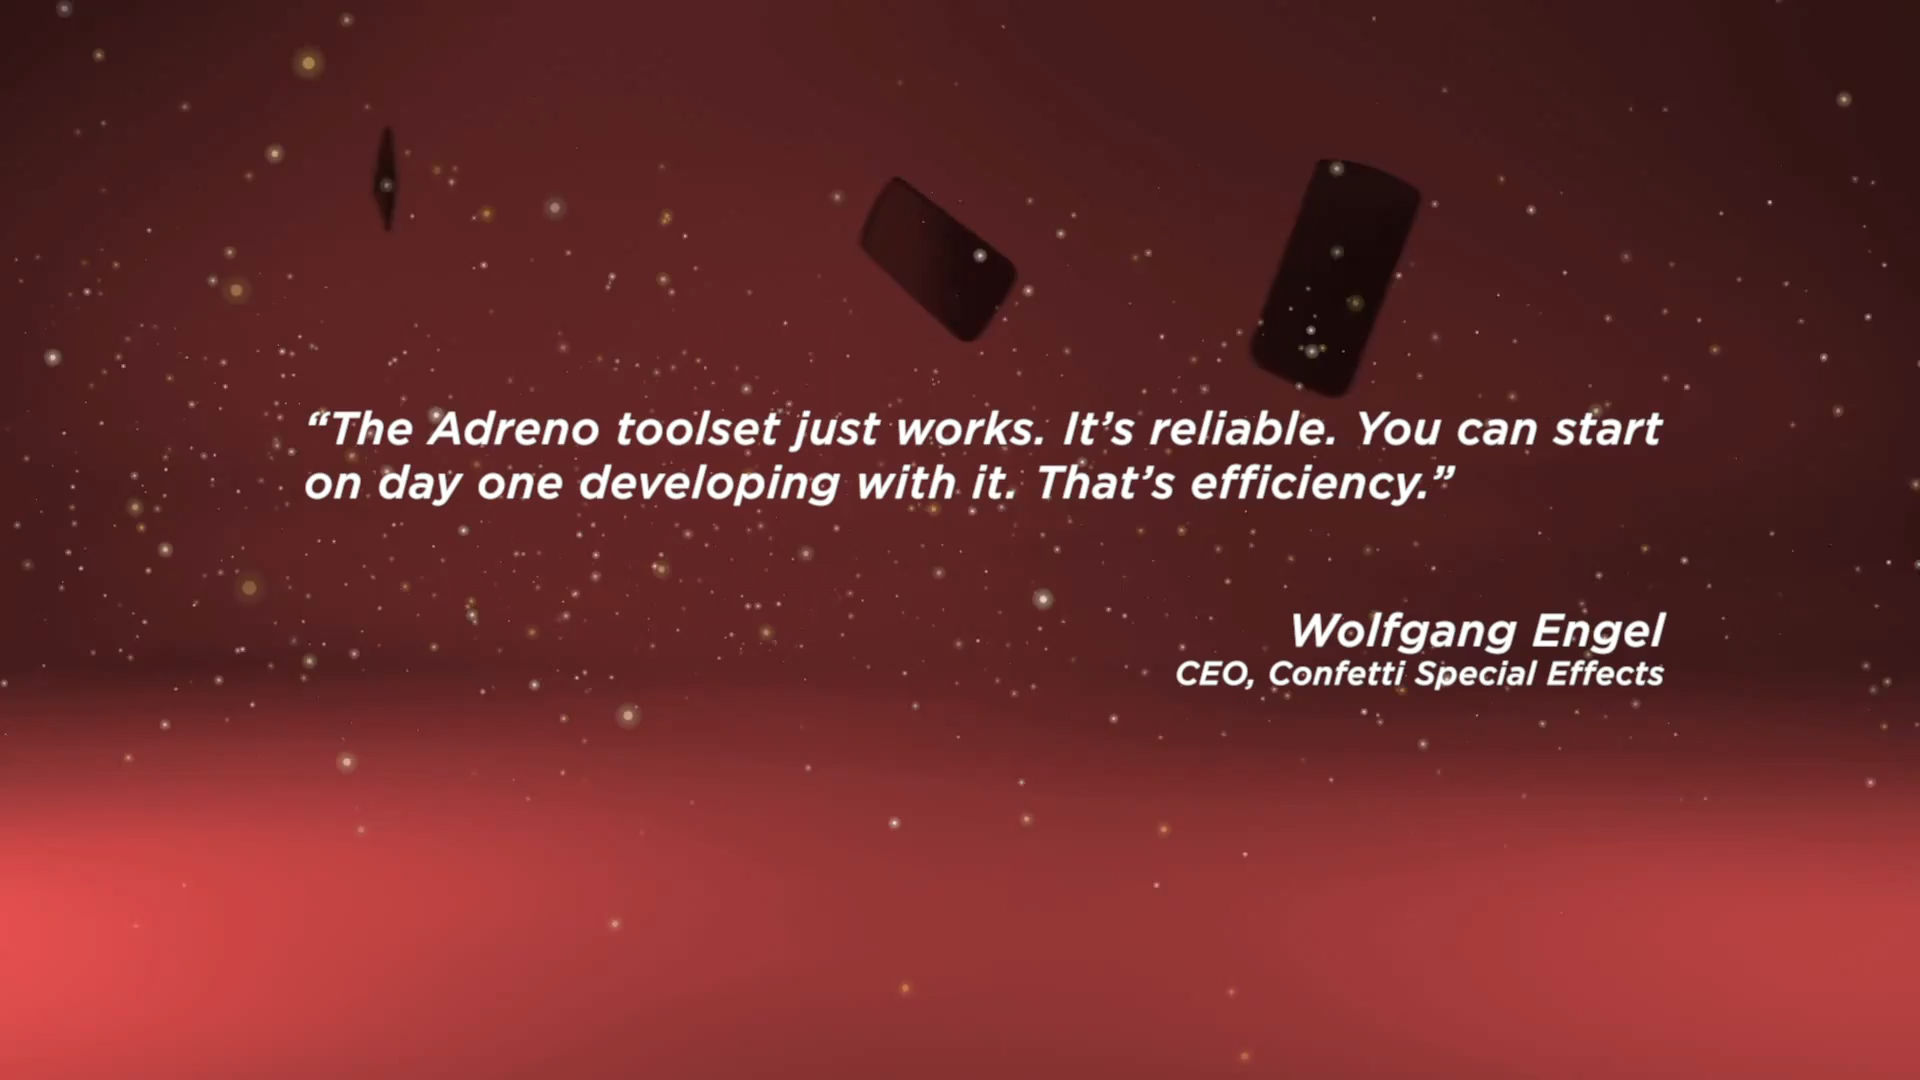 “The Adreno toolset just works. It’s reliable. You can start
on day one developing with it. That’s efficiency.”
Wolfgang Engel
CEO, Confetti Special Effects